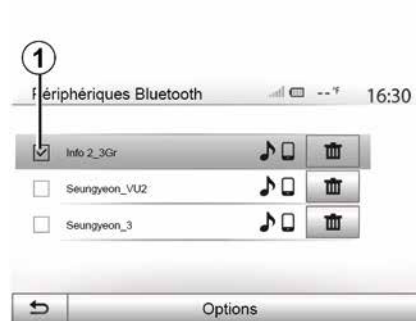 1
Périphériques Bluetooth --°F 16:30
Info 2_3Gr
Seungyeon_VU2
Seungyeon_3
Options